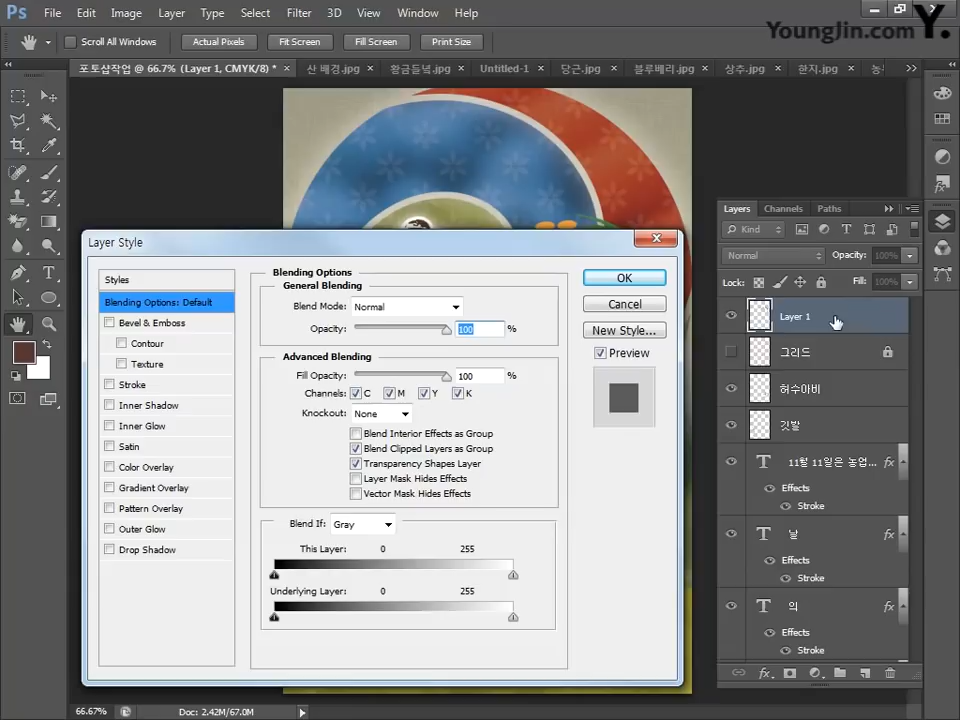 Ps File Edit Image Layer Type Select Filter 3D View Window Help
YoungJin.com Y.
Scroll All Windows Actual Pixels Fit Screen Fill Screen Print Size
포토샵작업 @ 66.7% (Layer 1, CMYK/8) * × 산 배경.jpg × 황금들녘.jpg × Untitled-1 × 당근.jpg × 블루베리.jpg × 상추.jpg × 한지.jpg ×
Layers Channels Paths
Kind
Normal Opacity: 100%
Lock: Fill: 100%
Layer 1
그리드
허수아비
깃발
T 11월 11일은 농업... fx
Effects
Stroke
T 날 fx
Effects
Stroke
T 의 fx
Effects
Stroke
Layer Style
Styles
Blending Options: Default
Bevel & Emboss
Contour
Texture
Stroke
Inner Shadow
Inner Glow
Satin
Color Overlay
Gradient Overlay
Pattern Overlay
Outer Glow
Drop Shadow
Blending Options
General Blending
Blend Mode: Normal
Opacity: 100 %
Advanced Blending
Fill Opacity: 100 %
Channels: C M Y K
Knockout: None
Blend Interior Effects as Group
Blend Clipped Layers as Group
Transparency Shapes Layer
Layer Mask Hides Effects
Vector Mask Hides Effects
Blend If: Gray
This Layer: 0 255
Underlying Layer: 0 255
OK
Cancel
New Style...
Preview
66.67% Doc: 2.42M/67.0M